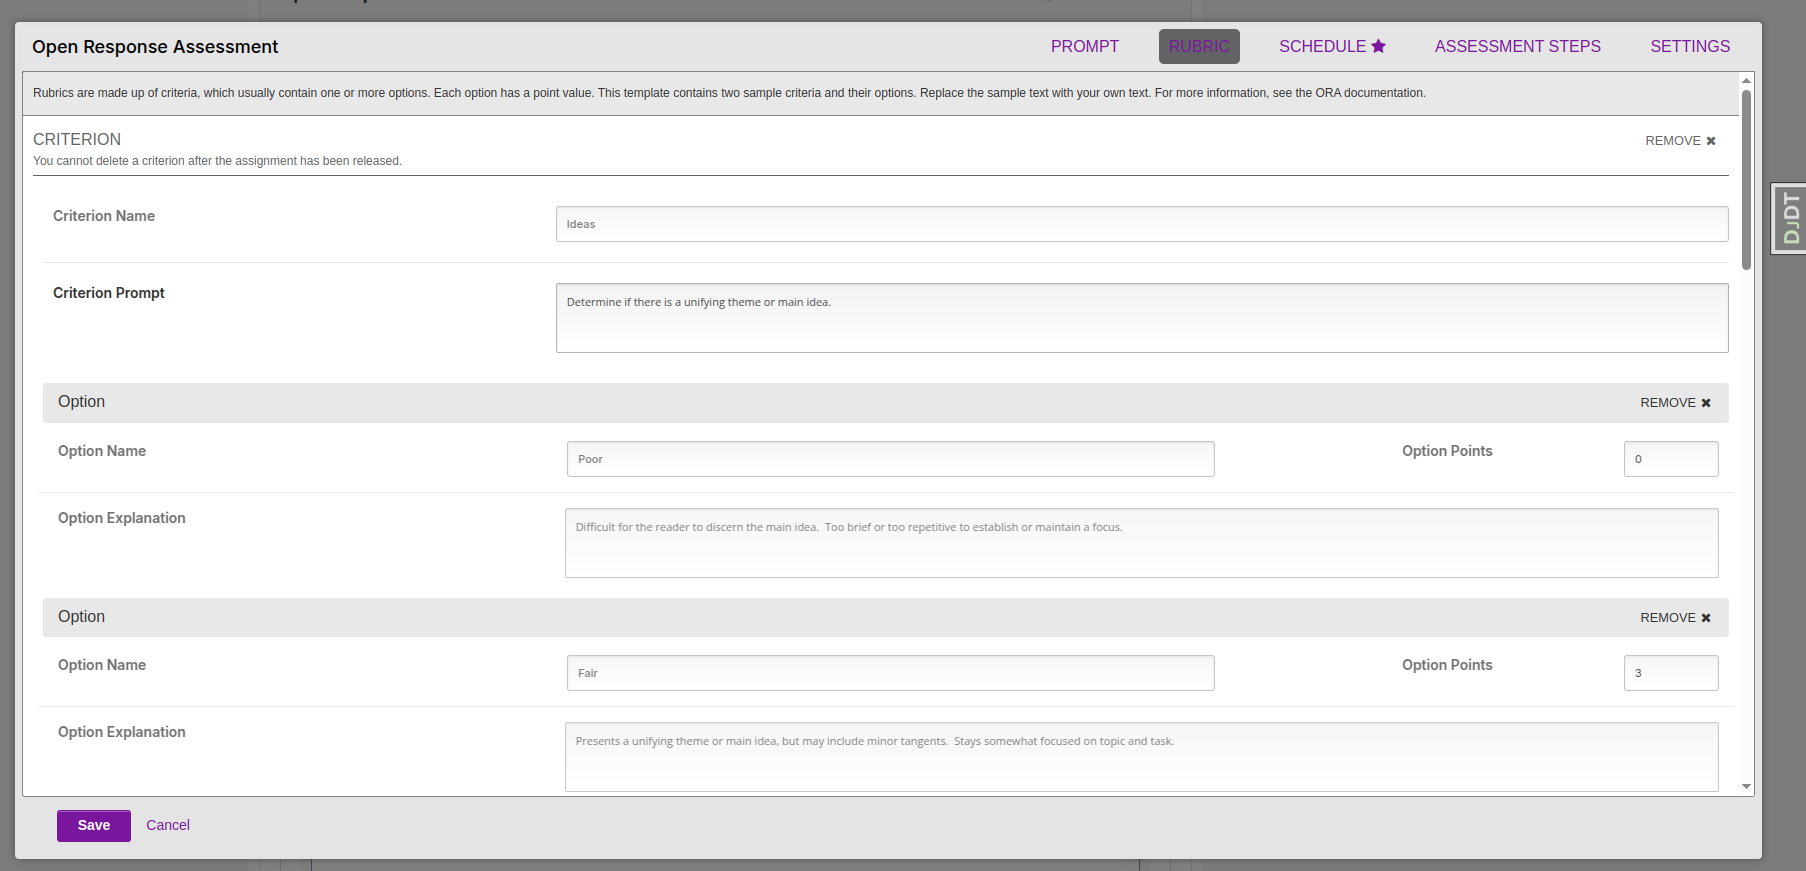 Open Response Assessment
PROMPT
RUBRIC
SCHEDULE
ASSESSMENT STEPS
SETTINGS
Rubrics are made up of criteria, which usually contain one or more options. Each option has a point value. This template contains two sample criteria and their options. Replace the sample text with your own text. For more information, see the ORA documentation.
CRITERION
REMOVE
You cannot delete a criterion after the assignment has been released.
Criterion Name
Ideas
Criterion Prompt
Determine if there is a unifying theme or main idea.
Option
REMOVE
Option Name
Poor
Option Points
0
Option Explanation
Difficult for the reader to discern the main idea.  Too brief or too repetitive to establish or maintain a focus.
Option
REMOVE
Option Name
Fair
Option Points
3
Option Explanation
Presents a unifying theme or main idea, but may include minor tangents.  Stays somewhat focused on topic and task.
Save
Cancel
DJDT